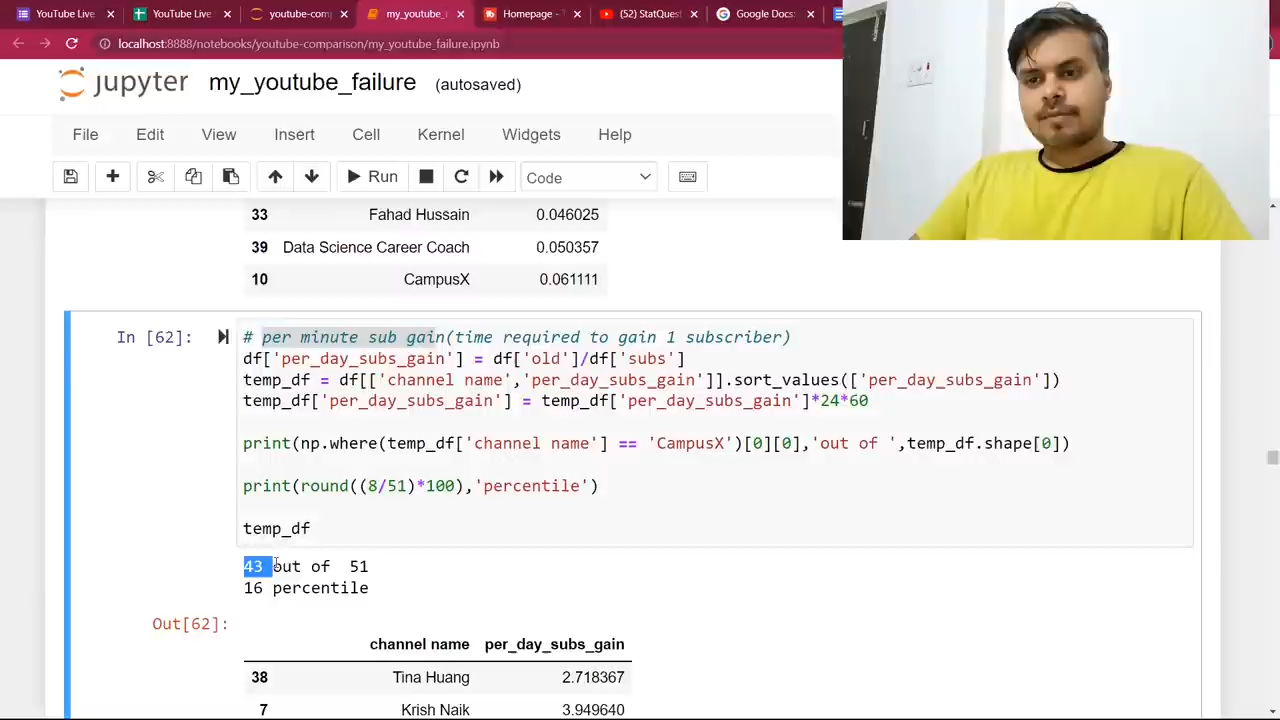 YouTube Live
YouTube Live
youtube-com
my_youtube_
Homepage -
(52) StatQues
Google Docs
localhost:8888/notebooks/youtube-comparison/my_youtube_failure.ipynb
jupyter my_youtube_failure (autosaved)
File Edit View Insert Cell Kernel Widgets Help
Run Code
33 Fahad Hussain 0.046025
39 Data Science Career Coach 0.050357
10 CampusX 0.061111
In [62]: # per minute sub gain(time required to gain 1 subscriber)
df['per_day_subs_gain'] = df['old']/df['subs']
temp_df = df[['channel name','per_day_subs_gain']].sort_values(['per_day_subs_gain'])
temp_df['per_day_subs_gain'] = temp_df['per_day_subs_gain']*24*60
print(np.where(temp_df['channel name'] == 'CampusX')[0][0],'out of ',temp_df.shape[0])
print(round((8/51)*100),'percentile')
temp_df
43 out of  51
16 percentile
Out[62]:
channel name per_day_subs_gain
38 Tina Huang 2.718367
7 Krish Naik 3.949640